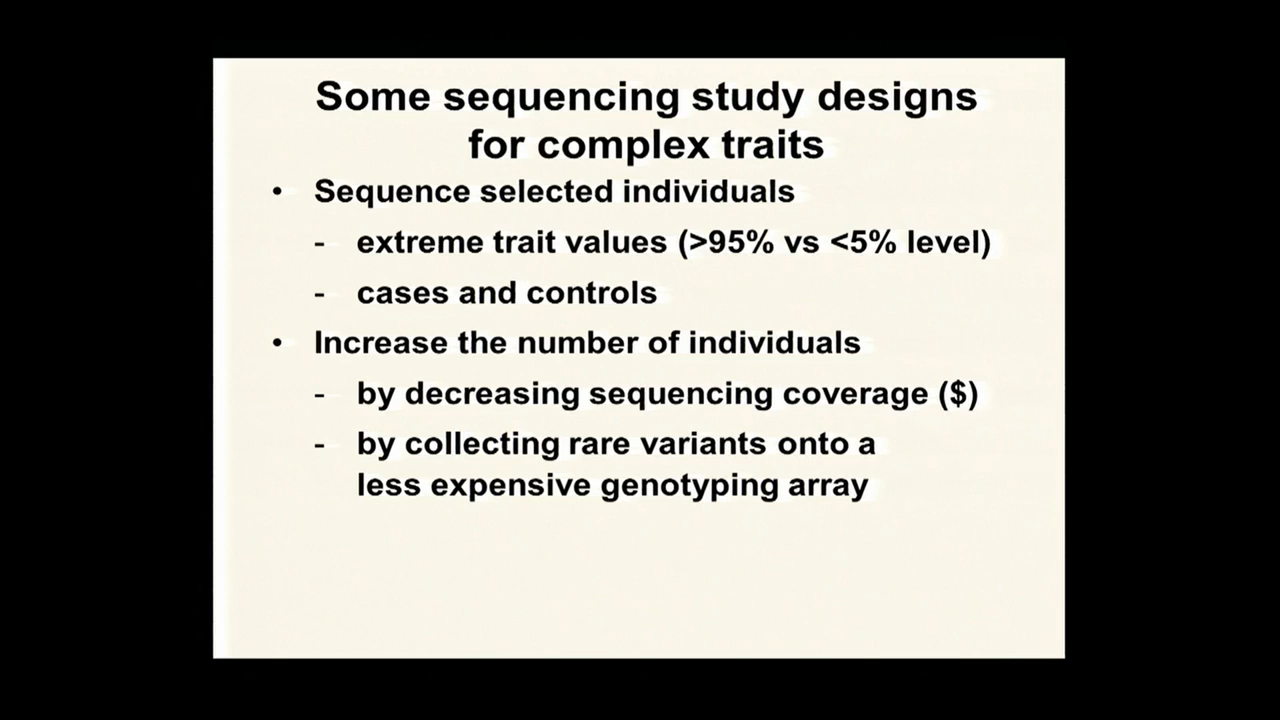 Some sequencing study designs
for complex traits
• Sequence selected individuals
- extreme trait values (>95% vs <5% level)
- cases and controls
• Increase the number of individuals
- by decreasing sequencing coverage ($)
- by collecting rare variants onto a
less expensive genotyping array